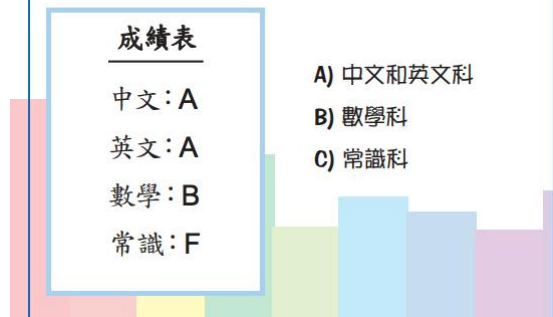 成績表
中文：A
英文：A
數學：B
常識：F
A) 中文和英文科
B) 數學科
C) 常識科